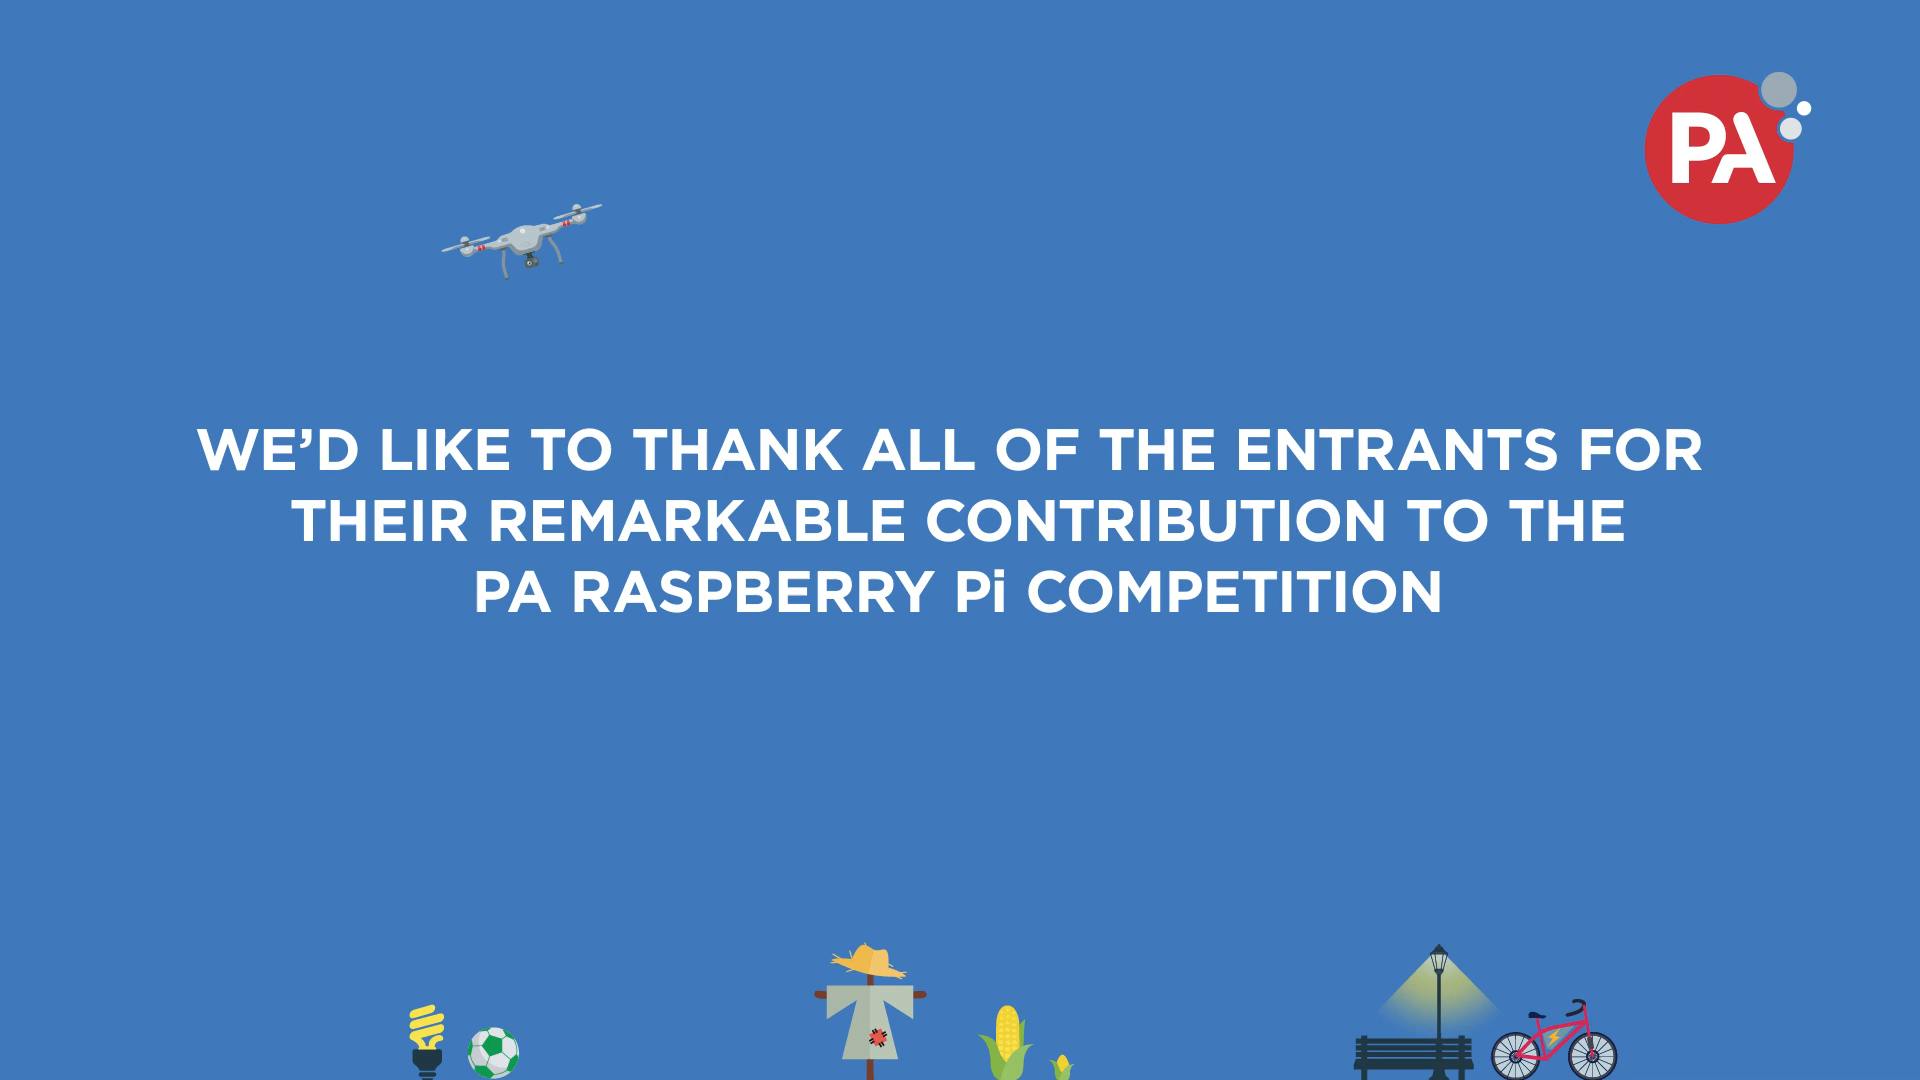 PA
WE’D LIKE TO THANK ALL OF THE ENTRANTS FOR
THEIR REMARKABLE CONTRIBUTION TO THE
PA RASPBERRY Pi COMPETITION